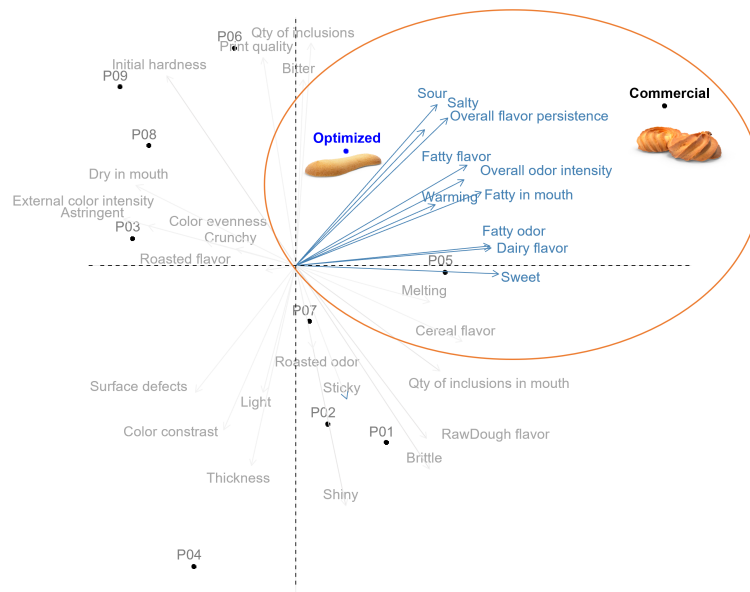 P06
Qty of inclusions
Print quality
Initial hardness
Bitter
P09
Commercial
Sour
Salty
Overall flavor persistence
P08
Optimized
Fatty flavor
Overall odor intensity
Dry in mouth
Warming
Fatty in mouth
External color intensity
Astringent
Color evenness
P03
Crunchy
Fatty odor
Dairy flavor
Roasted flavor
P05
Sweet
Melting
P07
Cereal flavor
Roasted odor
Surface defects
Sticky
Qty of inclusions in mouth
Light
P02
Color constrast
P01
RawDough flavor
Brittle
Thickness
Shiny
P04